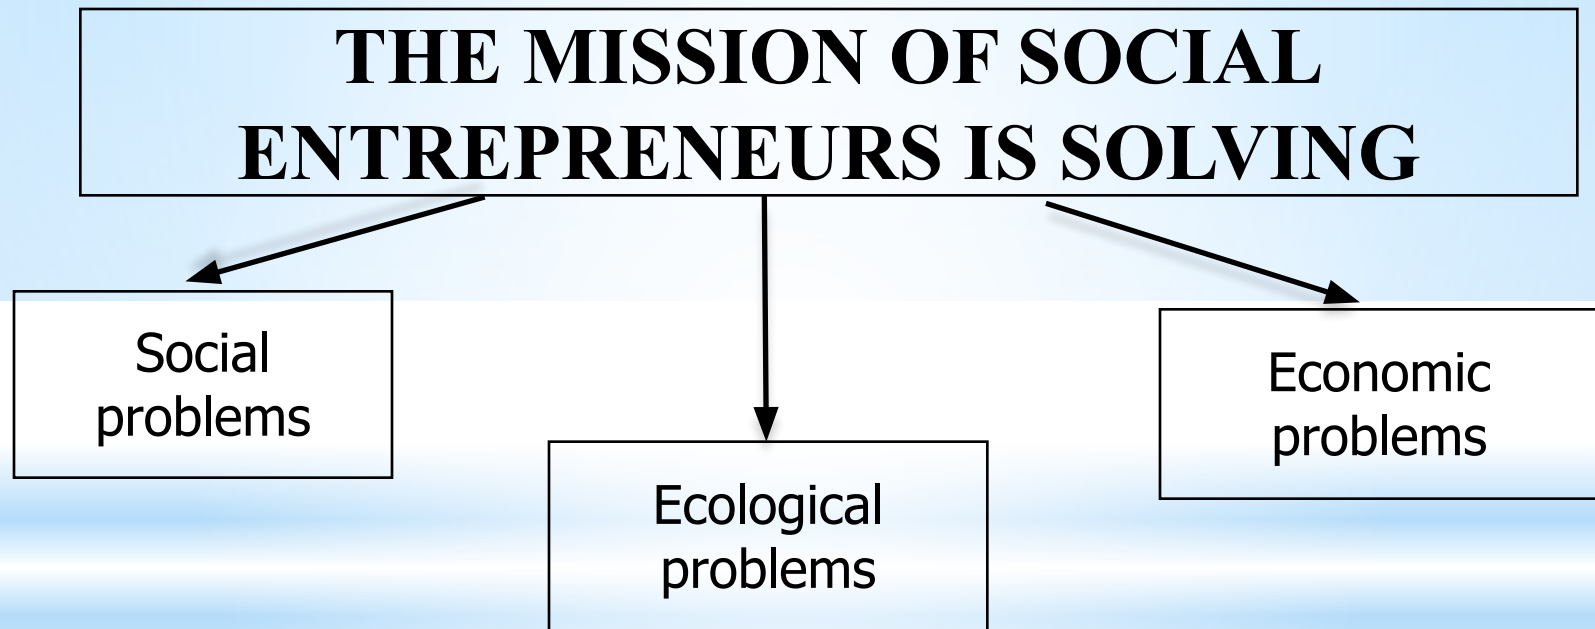 THE MISSION OF SOCIAL
ENTREPRENEURS IS SOLVING
Social
problems
Ecological
problems
Economic
problems